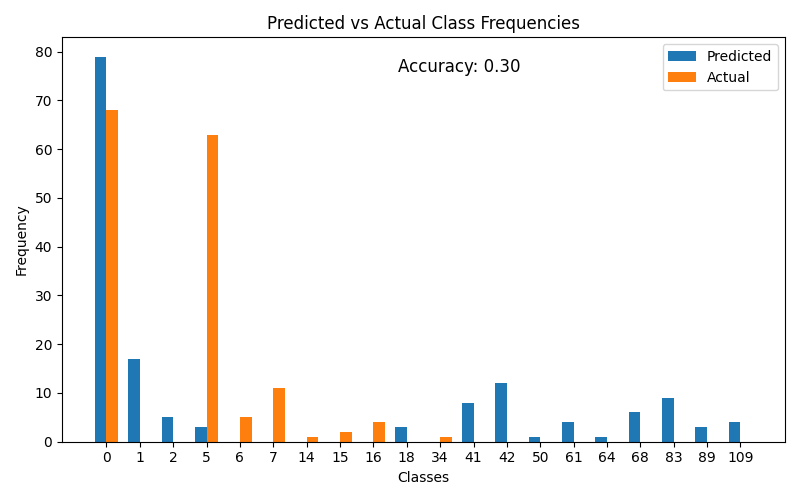 Predicted vs Actual Class Frequencies
Accuracy: 0.30
Predicted
Actual
Frequency
80
70
60
50
40
30
20
10
0
0 1 2 5 6 7 14 15 16 18 34 41 42 50 61 64 68 83 89 109
Classes